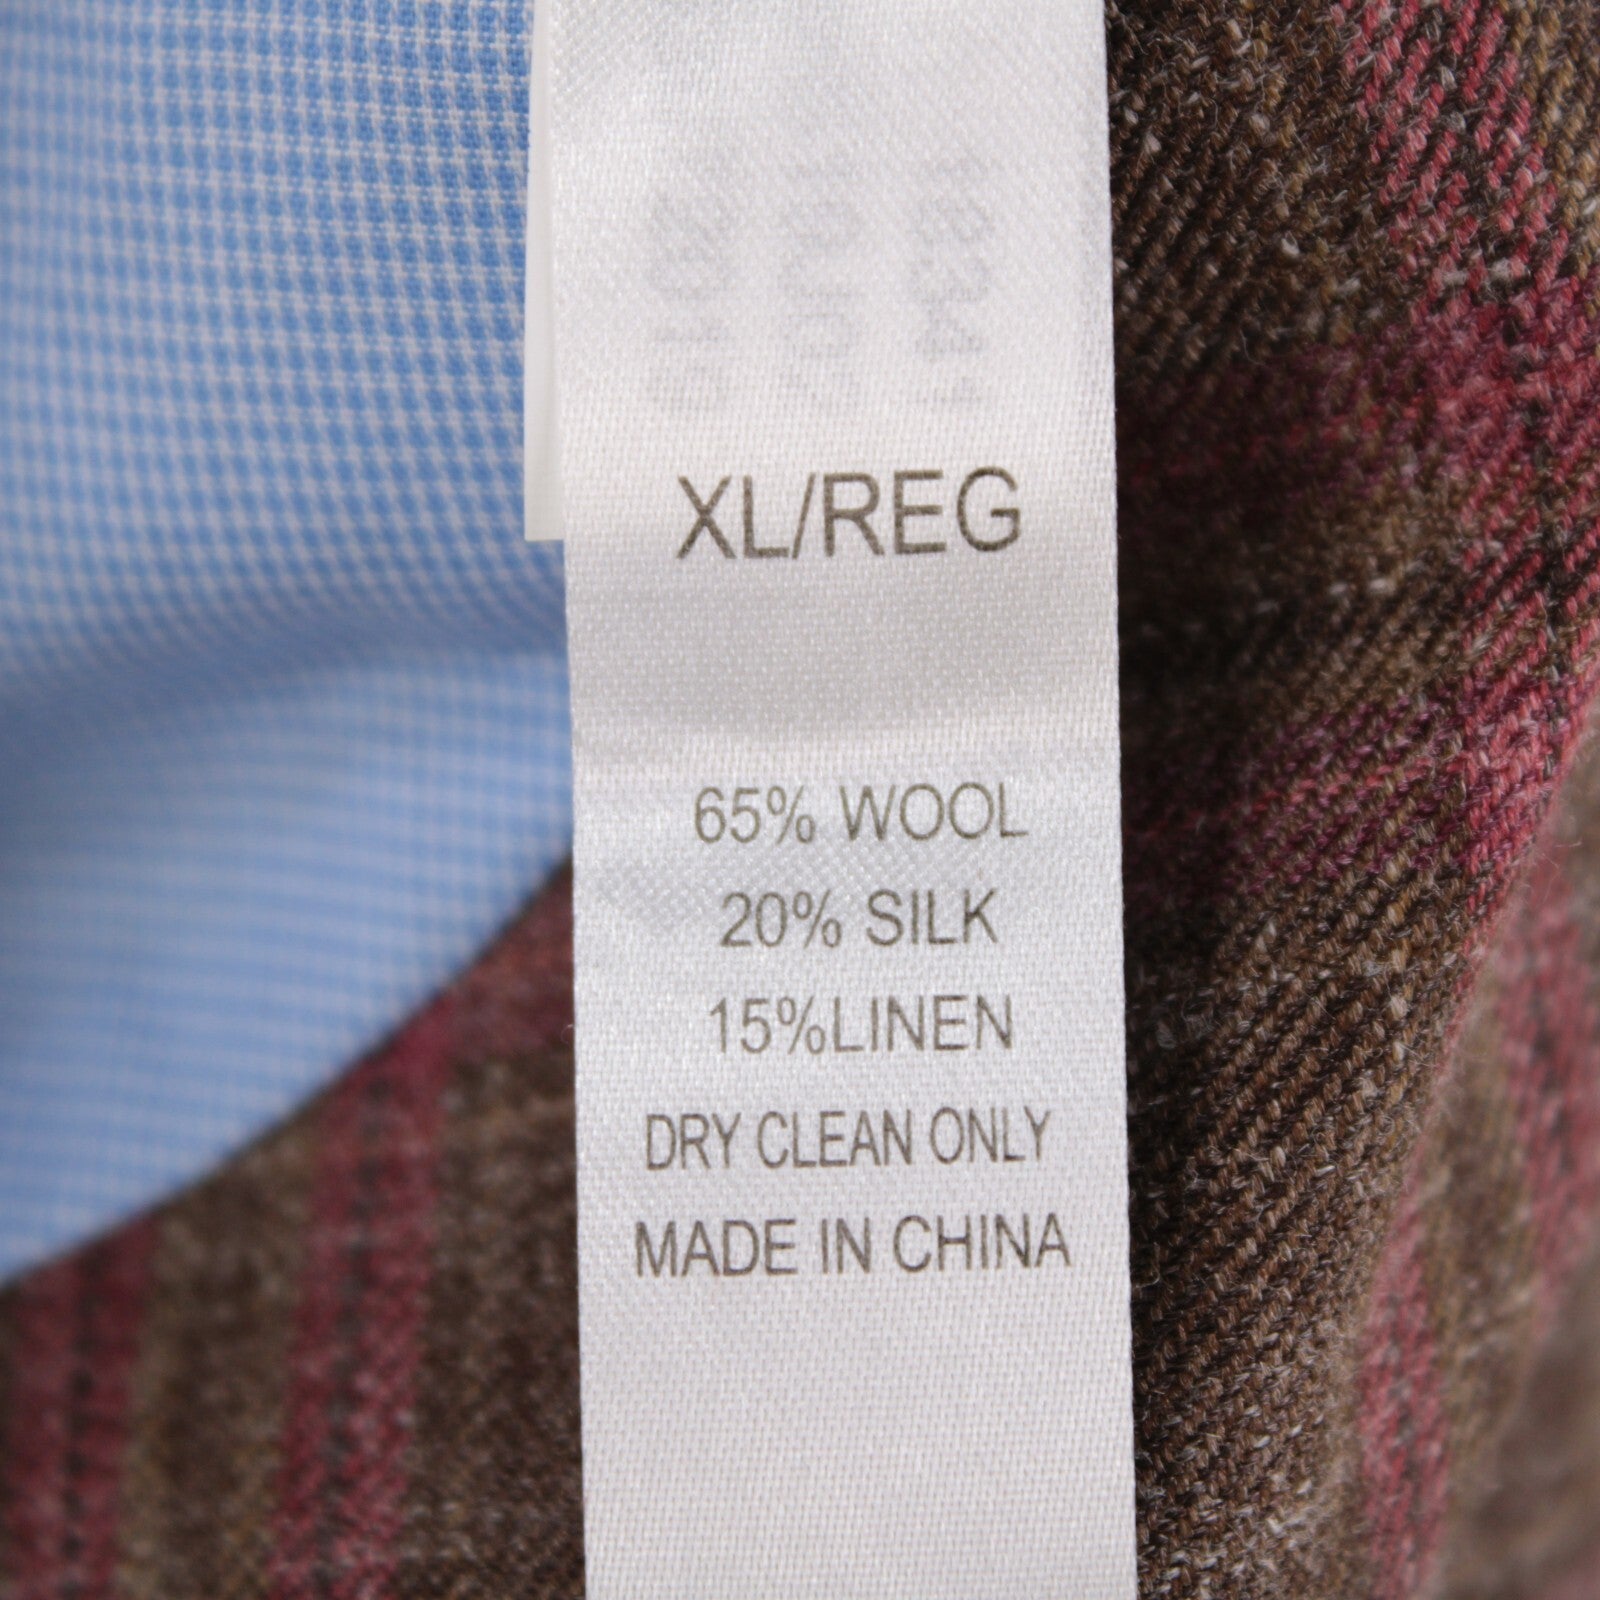 XL/REG
65% WOOL
20% SILK
15%LINEN
DRY CLEAN ONLY
MADE IN CHINA